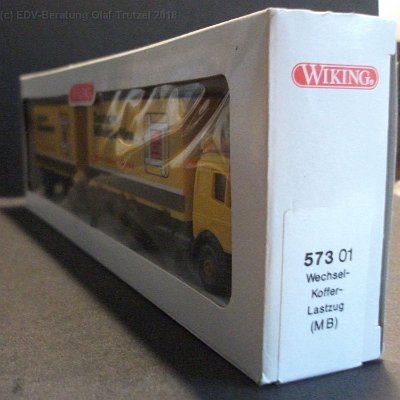 (c) EDV-Beratung Olaf Trutzel 2018
WIKING®
573 01
Wechsel-
Koffer-
Lastzug
(MB)